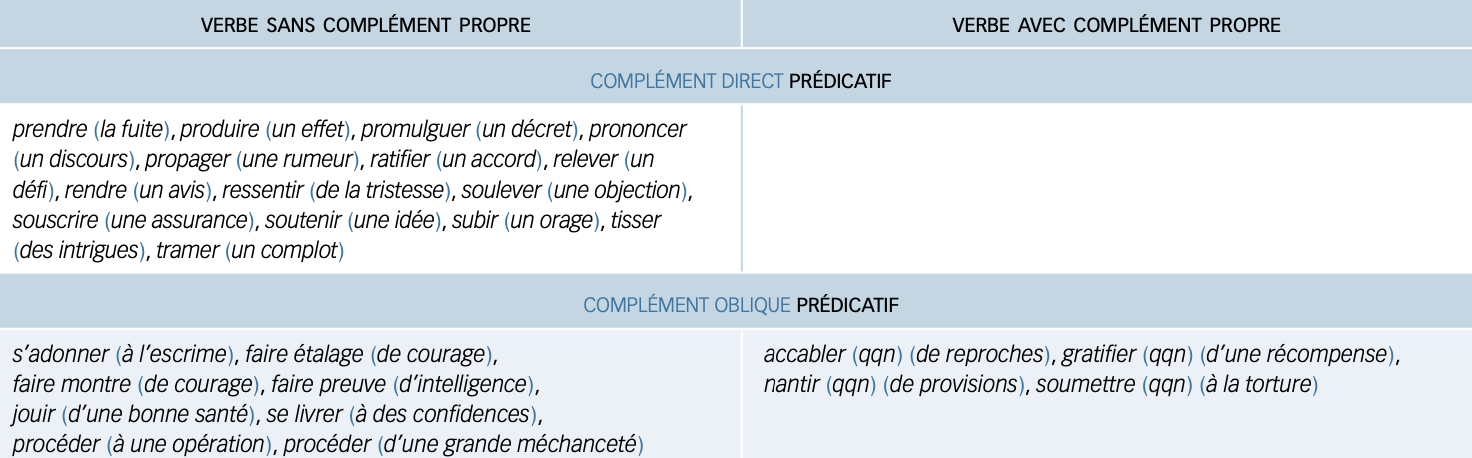 VERBE SANS COMPLÉMENT PROPRE
VERBE AVEC COMPLÉMENT PROPRE
COMPLÉMENT DIRECT PRÉDICATIF
prendre (la fuite), produire (un effet), promulguer (un décret), prononcer
(un discours), propager (une rumeur), ratifier (un accord), relever (un
défi), rendre (un avis), ressentir (de la tristesse), soulever (une objection),
souscrire (une assurance), soutenir (une idée), subir (un orage), tisser
(des intrigues), tramer (un complot)
COMPLÉMENT OBLIQUE PRÉDICATIF
s’adonner (à l’escrime), faire étalage (de courage),
faire montre (de courage), faire preuve (d’intelligence),
jouir (d’une bonne santé), se livrer (à des confidences),
procéder (à une opération), procéder (d’une grande méchanceté)
accabler (qqn) (de reproches), gratifier (qqn) (d’une récompense),
nantir (qqn) (de provisions), soumettre (qqn) (à la torture)